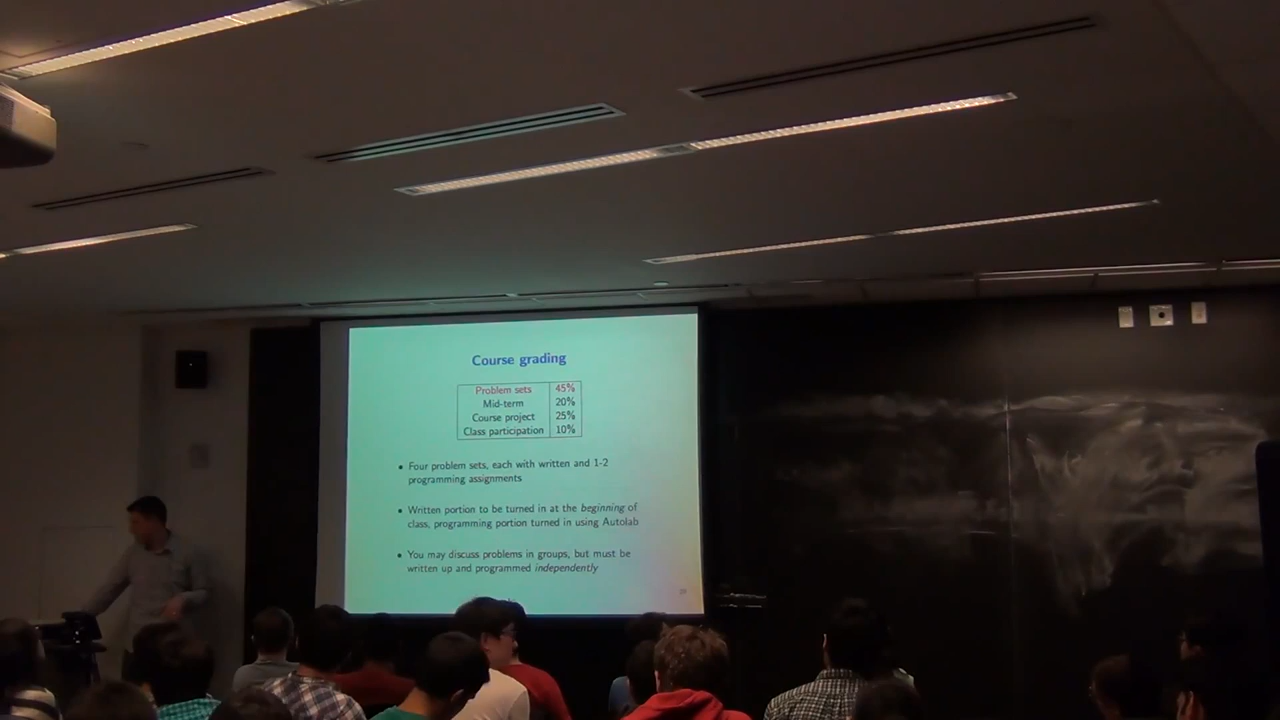 Course grading
Problem sets 45%
Mid-term 20%
Course project 25%
Class participation 10%
• Four problem sets, each with written and 1-2
programming assignments
• Written portion to be turned in at the beginning of
class, programming portion turned in using Autolab
• You may discuss problems in groups, but must be
written up and programmed independently